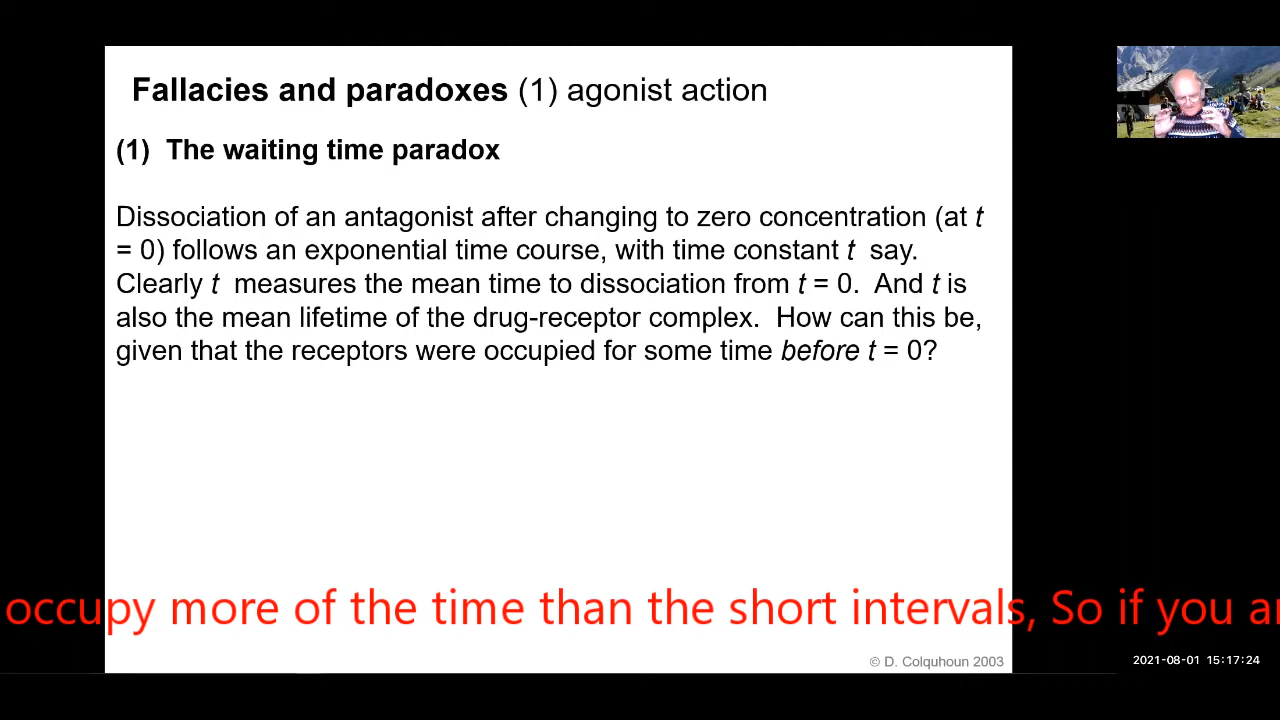 Fallacies and paradoxes (1) agonist action
(1) The waiting time paradox
Dissociation of an antagonist after changing to zero concentration (at t
= 0) follows an exponential time course, with time constant t say.
Clearly t measures the mean time to dissociation from t = 0. And t is
also the mean lifetime of the drug-receptor complex. How can this be,
given that the receptors were occupied for some time before t = 0?
occupy more of the time than the short intervals, So if you ar
© D. Colquhoun 2003
2021-08-01 15:17:24